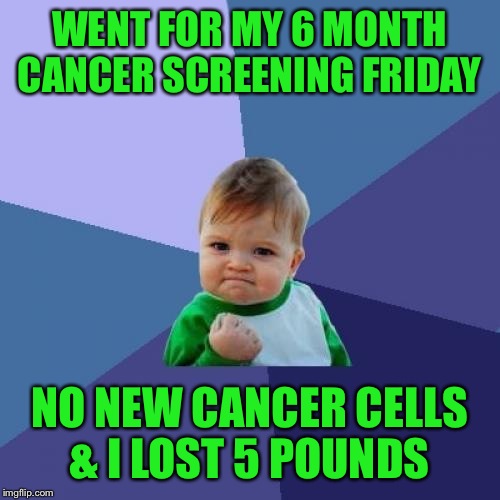 WENT FOR MY 6 MONTH
CANCER SCREENING FRIDAY
NO NEW CANCER CELLS
& I LOST 5 POUNDS
imgflip.com